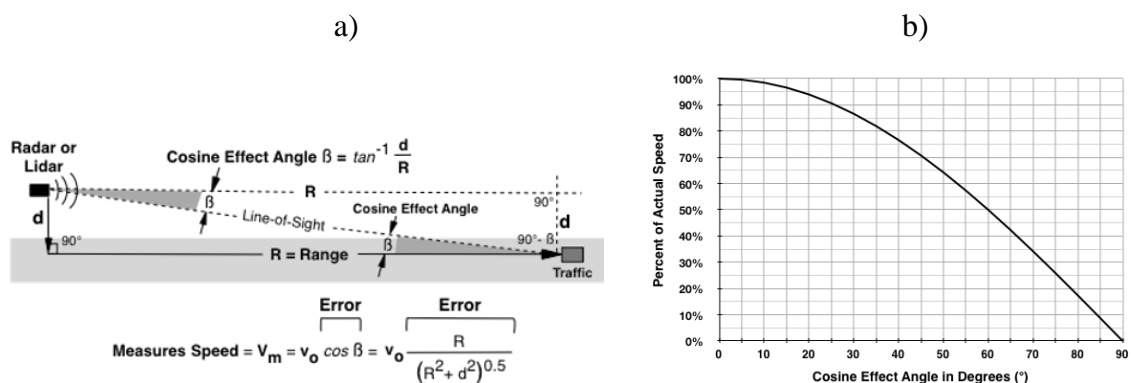 a)
Radar or
Lidar
Cosine Effect Angle ß = tan⁻¹ d/R
R
90°
d
ß
Line-of-Sight
Cosine Effect Angle
d
90°
ß
90°- ß
R = Range
Traffic
Error Error
Measures Speed = Vm = vo cos ß = vo R/(R²+ d²)^0.5
b)
Percent of Actual Speed
100%
90%
80%
70%
60%
50%
40%
30%
20%
10%
0%
0 10 20 30 40 50 60 70 80 90
Cosine Effect Angle in Degrees (°)